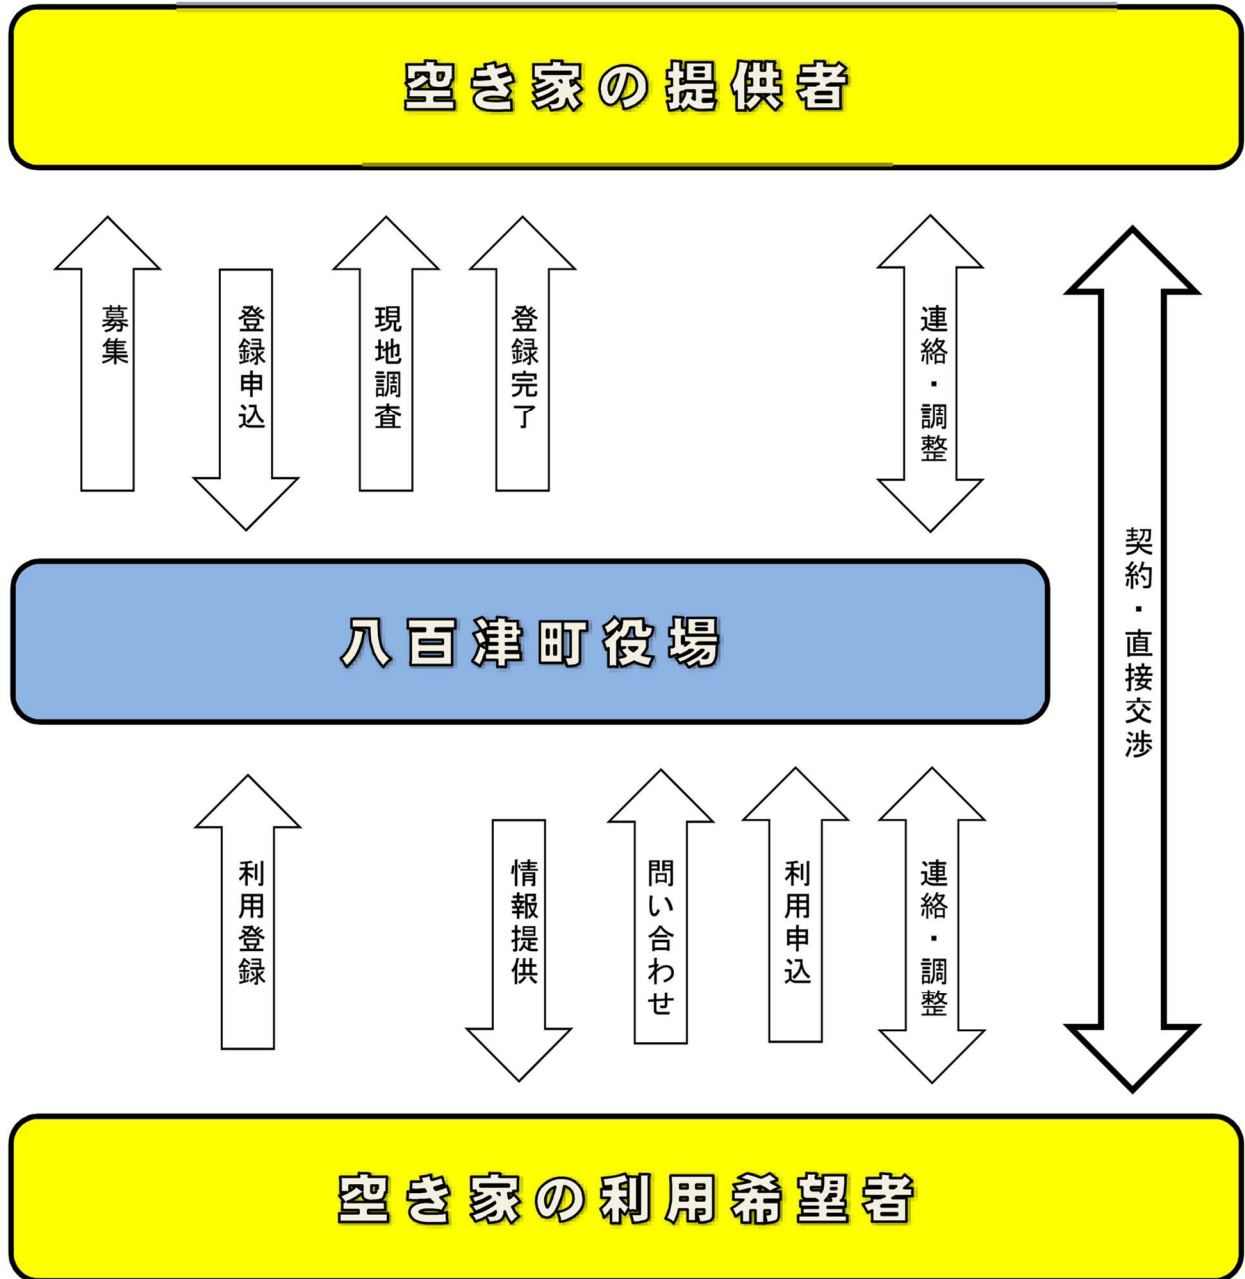 空き家の提供者
募集
登録申込
現地調査
登録完了
連絡・調整
契約・直接交渉
八百津町役場
利用登録
情報提供
問い合わせ
利用申込
連絡・調整
空き家の利用希望者